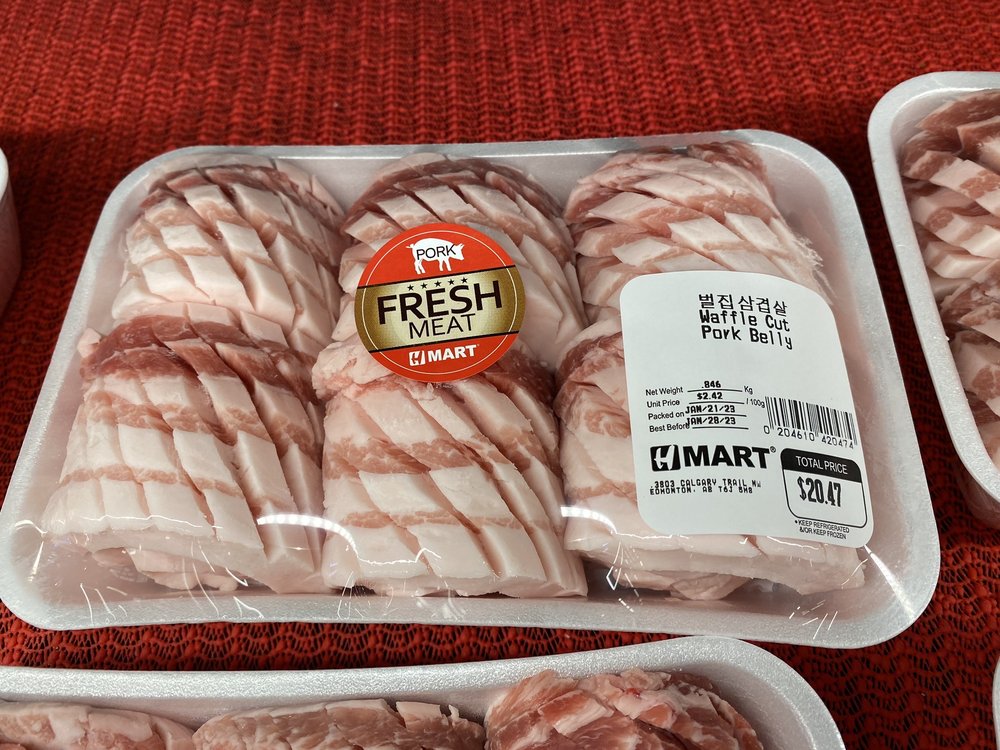 PORK
FRESH
MEAT
H MART
벌집삼겹살
Waffle Cut
Pork Belly
Net Weight .846 Kg
Unit Price $2.42 / 100g
Packed on JAN/21/23
Best Before JAN/28/23
0 204610 420474
H MART®
3803 CALGARY TRAIL NW
EDMONTON, AB T6J 5M8
TOTAL PRICE
$20.47
*KEEP REFRIGERATED
&/OR KEEP FROZEN